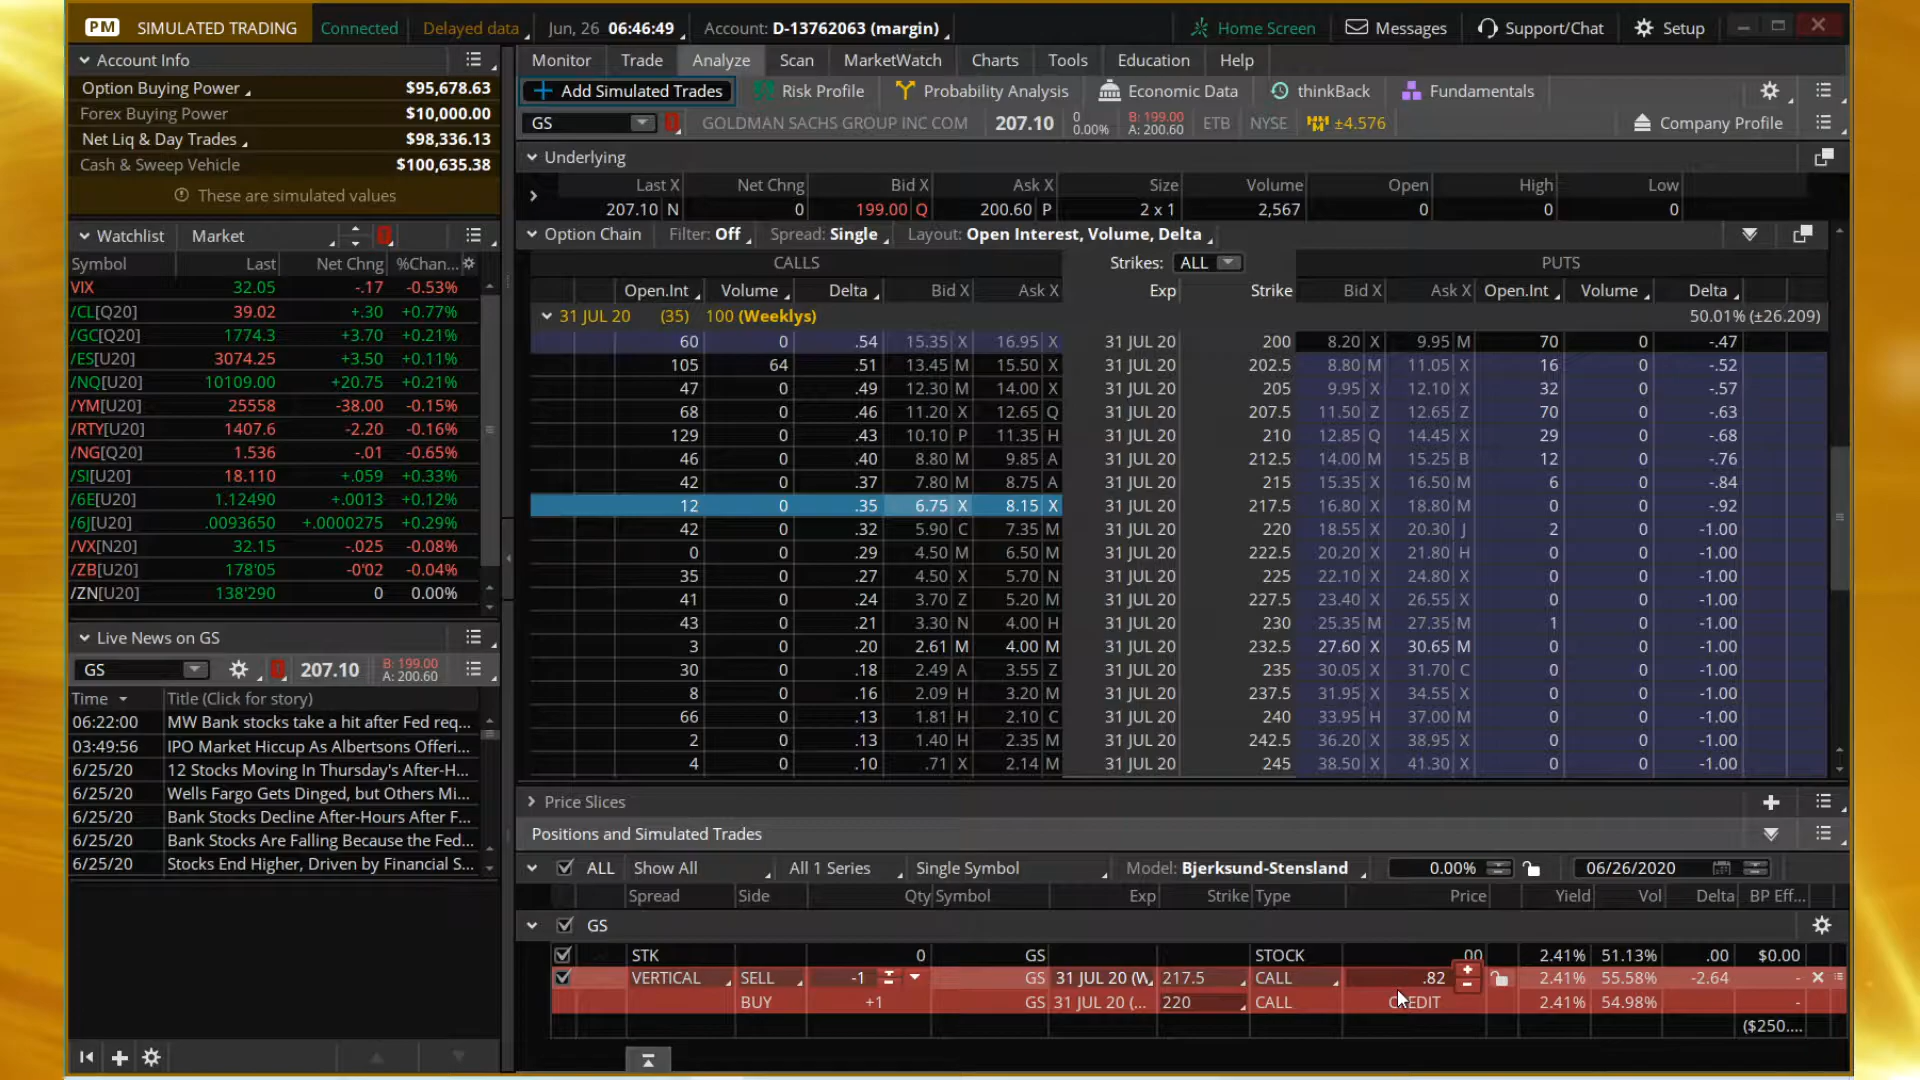 PM SIMULATED TRADING Connected Delayed data Jun, 26 06:46:49 Account: D-13762063 (margin) Home Screen Messages Support/Chat Setup
Account Info
Option Buying Power $95,678.63
Forex Buying Power $10,000.00
Net Liq & Day Trades $98,336.13
Cash & Sweep Vehicle $100,635.38
These are simulated values
Watchlist Market
Symbol Last Net Chng %Chan...
VIX 32.05 -.17 -0.53%
/CL[Q20] 39.02 +.30 +0.77%
/GC[Q20] 1774.3 +3.70 +0.21%
/ES[U20] 3074.25 +3.50 +0.11%
/NQ[U20] 10109.00 +20.75 +0.21%
/YM[U20] 25558 -38.00 -0.15%
/RTY[U20] 1407.6 -2.20 -0.16%
/NG[Q20] 1.536 -.01 -0.65%
/SI[U20] 18.110 +.059 +0.33%
/6E[U20] 1.12490 +.0013 +0.12%
/6J[U20] .0093650 +.0000275 +0.29%
/VX[N20] 32.15 -.025 -0.08%
/ZB[U20] 178'05 -0'02 -0.04%
/ZN[U20] 138'290 0 0.00%
Live News on GS
GS 207.10 B: 199.00 A: 200.60
Time Title (Click for story)
06:22:00 MW Bank stocks take a hit after Fed req...
03:49:56 IPO Market Hiccup As Albertsons Offeri...
6/25/20 12 Stocks Moving In Thursday's After-H...
6/25/20 Wells Fargo Gets Dinged, but Others Mi...
6/25/20 Bank Stocks Decline After-Hours After F...
6/25/20 Bank Stocks Are Falling Because the Fed...
6/25/20 Stocks End Higher, Driven by Financial S...
Monitor Trade Analyze Scan MarketWatch Charts Tools Education Help
Add Simulated Trades Risk Profile Probability Analysis Economic Data thinkBack Fundamentals
GS GOLDMAN SACHS GROUP INC COM 207.10 0 0.00% B: 199.00 A: 200.60 ETB NYSE ±4.576 Company Profile
Underlying
Last X Net Chng Bid X Ask X Size Volume Open High Low
207.10 N 0 199.00 Q 200.60 P 2 x 1 2,567 0 0 0
Option Chain Filter: Off Spread: Single Layout: Open Interest, Volume, Delta
CALLS Strikes: ALL PUTS
Open.Int Volume Delta Bid X Ask X Exp Strike Bid X Ask X Open.Int Volume Delta
31 JUL 20 (35) 100 (Weeklys) 50.01% (±26.209)
60 0 .54 15.35 X 16.95 X 31 JUL 20 200 8.20 X 9.95 M 70 0 -.47
105 64 .51 13.45 M 15.50 X 31 JUL 20 202.5 8.80 M 11.05 X 16 0 -.52
47 0 .49 12.30 M 14.00 X 31 JUL 20 205 9.95 X 12.10 X 32 0 -.57
68 0 .46 11.20 X 12.65 Q 31 JUL 20 207.5 11.50 Z 12.65 Z 70 0 -.63
129 0 .43 10.10 P 11.35 H 31 JUL 20 210 12.85 Q 14.45 X 29 0 -.68
46 0 .40 8.80 M 9.85 A 31 JUL 20 212.5 14.00 M 15.25 B 12 0 -.76
42 0 .37 7.80 M 8.75 A 31 JUL 20 215 15.35 X 16.50 M 6 0 -.84
12 0 .35 6.75 X 8.15 X 31 JUL 20 217.5 16.80 X 18.80 M 0 0 -.92
42 0 .32 5.90 C 7.35 M 31 JUL 20 220 18.55 X 20.30 J 2 0 -1.00
0 0 .29 4.50 M 6.50 M 31 JUL 20 222.5 20.20 X 21.80 H 0 0 -1.00
35 0 .27 4.50 X 5.70 N 31 JUL 20 225 22.10 X 24.80 X 0 0 -1.00
41 0 .24 3.70 Z 5.20 M 31 JUL 20 227.5 23.40 X 26.55 X 0 0 -1.00
43 0 .21 3.30 N 4.00 H 31 JUL 20 230 25.35 M 27.35 M 1 0 -1.00
3 0 .20 2.61 M 4.00 M 31 JUL 20 232.5 27.60 X 30.65 M 0 0 -1.00
30 0 .18 2.49 A 3.55 Z 31 JUL 20 235 30.05 X 31.70 C 0 0 -1.00
8 0 .16 2.09 H 3.20 M 31 JUL 20 237.5 31.95 X 34.55 X 0 0 -1.00
66 0 .13 1.81 H 2.10 C 31 JUL 20 240 33.95 H 37.00 M 0 0 -1.00
2 0 .13 1.40 H 2.35 M 31 JUL 20 242.5 36.20 X 38.95 X 0 0 -1.00
4 0 .10 .71 X 2.14 M 31 JUL 20 245 38.50 X 41.30 X 0 0 -1.00
Price Slices
Positions and Simulated Trades
ALL Show All All 1 Series Single Symbol Model: Bjerksund-Stensland 0.00% 06/26/2020
Spread Side Qty Symbol Exp Strike Type Price Yield Vol Delta BP Eff...
GS
STK 0 GS STOCK .00 2.41% 51.13% .00 $0.00
VERTICAL SELL -1 GS 31 JUL 20 (W... 217.5 CALL .82 2.41% 55.58% -2.64 -
BUY +1 GS 31 JUL 20 (... 220 CALL CREDIT 2.41% 54.98% -
($250....